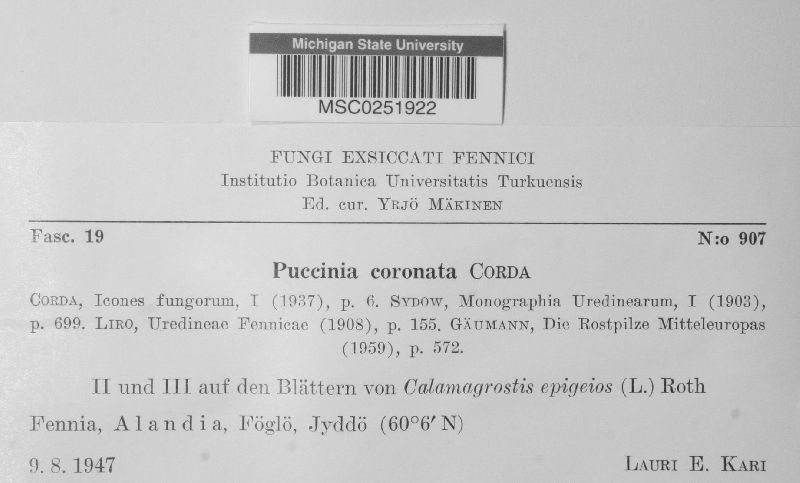 Michigan State University
MSC0251922
FUNGI EXSICCATI FENNICI
Institutio Botanica Universitatis Turkuensis
Ed. cur. YRJÖ MÄKINEN
Fasc. 19 N:o 907
Puccinia coronata CORDA
CORDA, Icones fungorum, I (1937), p. 6. SYDOW, Monographia Uredinearum, I (1903),
p. 699. LIRO, Uredineae Fennicae (1908), p. 155. GÄUMANN, Die Rostpilze Mitteleuropas
(1959), p. 572.
II und III auf den Blättern von Calamagrostis epigeios (L.) Roth
Fennia, Alandia, Föglö, Jyddö (60°6′ N)
9. 8. 1947 LAURI E. KARI